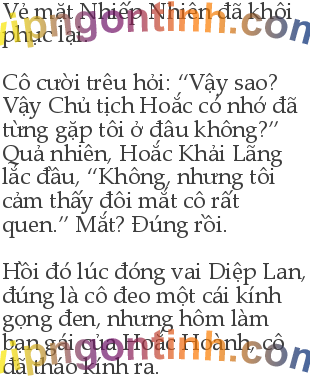 Vẻ mặt Nhiếp Nhiên đã khôi
phục lại.
Cô cười trêu hỏi: “Vậy sao?
Vậy Chủ tịch Hoắc có nhớ đã
từng gặp tôi ở đâu không?”
Quả nhiên, Hoắc Khải Lãng
lắc đầu, “Không, nhưng tôi
cảm thấy đôi mắt cô rất
quen.” Mắt? Đúng rồi.
Hồi đó lúc đóng vai Diệp Lan,
đúng là cô đeo một cái kính
gọng đen, nhưng hôm làm
bạn gái của Hoắc Hoành, cô
đã tháo kính ra.
vipngontinh.com
vipngontinh.com